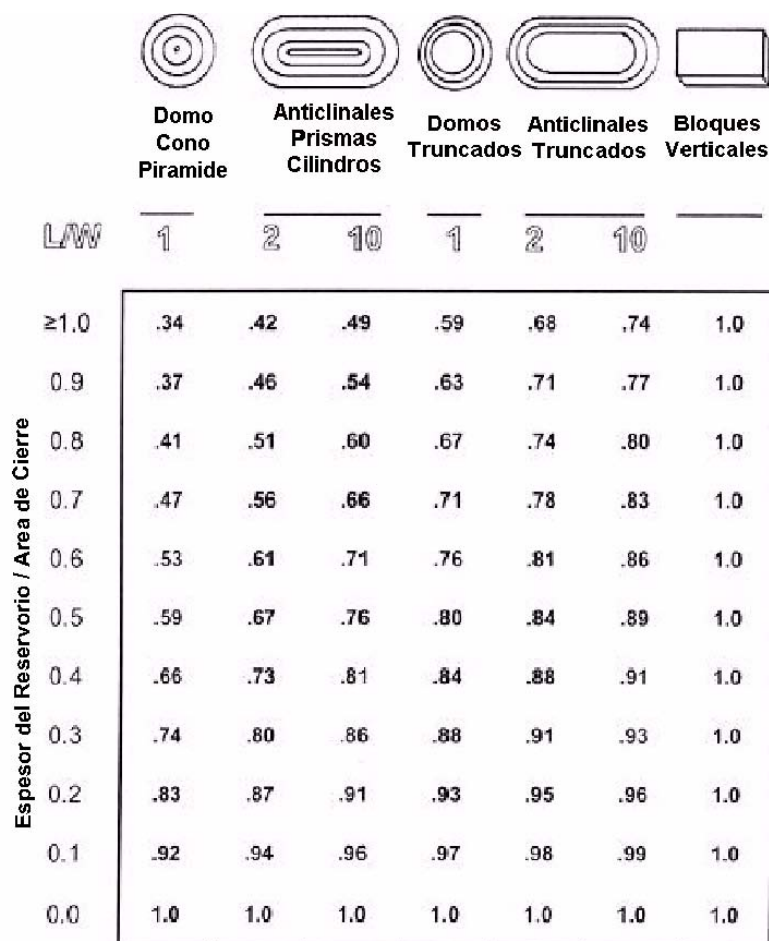 Domo
Cono
Piramide
Anticlinales
Prismas
Cilindros
Domos
Truncados
Anticlinales
Truncados
Bloques
Verticales
L/W 1 2 10 1 2 10
Espesor del Reservorio / Area de Cierre
≥1.0 .34 .42 .49 .59 .68 .74 1.0
0.9 .37 .46 .54 .63 .71 .77 1.0
0.8 .41 .51 .60 .67 .74 .80 1.0
0.7 .47 .56 .66 .71 .78 .83 1.0
0.6 .53 .61 .71 .76 .81 .86 1.0
0.5 .59 .67 .76 .80 .84 .89 1.0
0.4 .66 .73 .81 .84 .88 .91 1.0
0.3 .74 .80 .86 .88 .91 .93 1.0
0.2 .83 .87 .91 .93 .95 .96 1.0
0.1 .92 .94 .96 .97 .98 .99 1.0
0.0 1.0 1.0 1.0 1.0 1.0 1.0 1.0